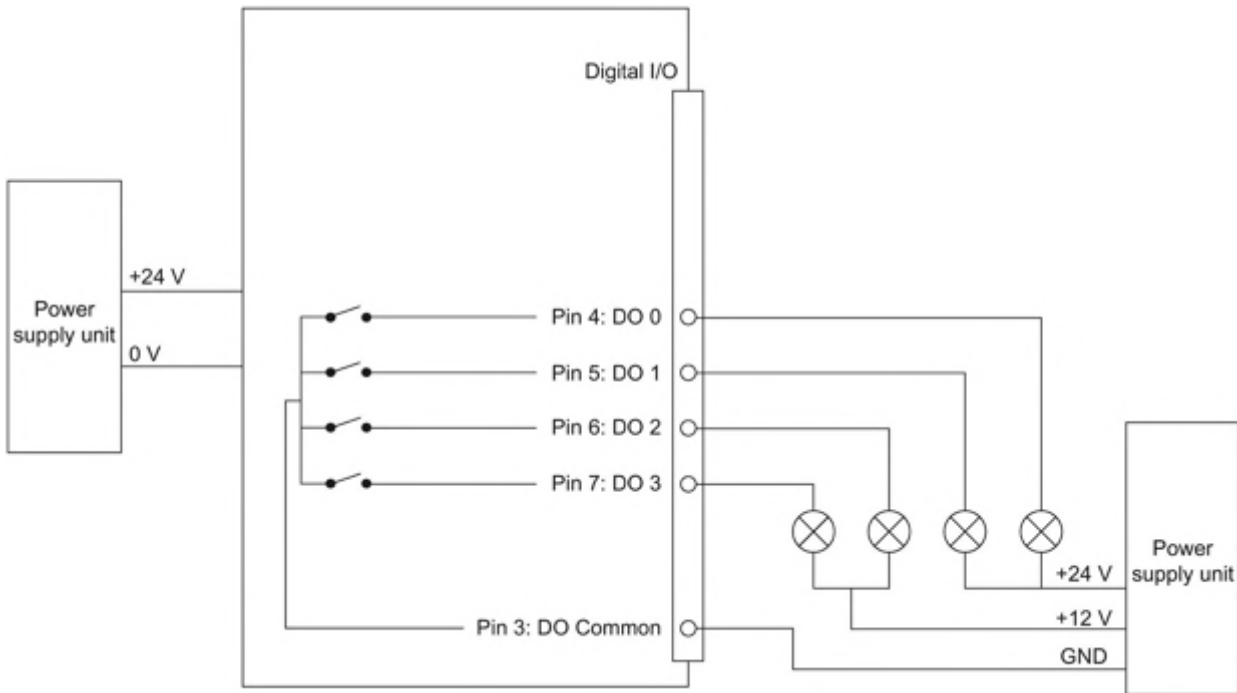 Digital I/O
+24 V
Power
supply unit
0 V
Pin 4: DO 0
Pin 5: DO 1
Pin 6: DO 2
Pin 7: DO 3
Pin 3: DO Common
+24 V
+12 V
GND
Power
supply unit